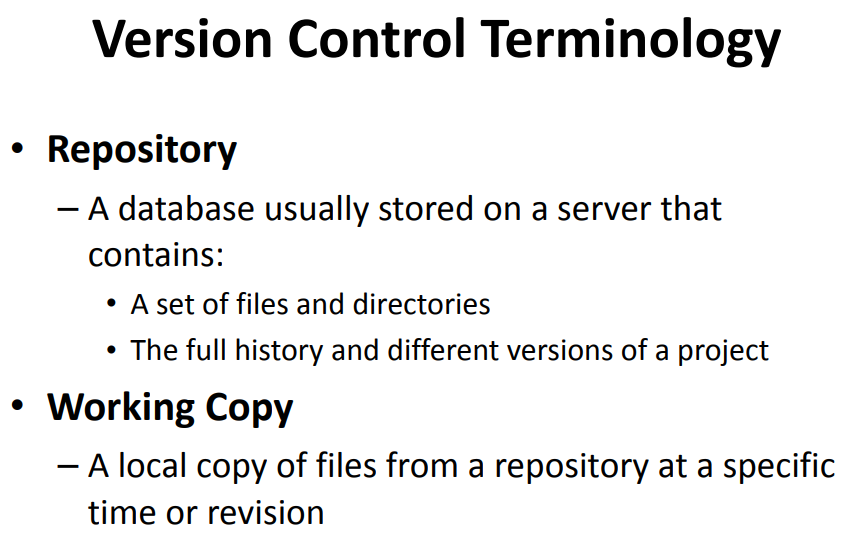 Version Control Terminology
• Repository
– A database usually stored on a server that
contains:
• A set of files and directories
• The full history and different versions of a project
• Working Copy
– A local copy of files from a repository at a specific
time or revision